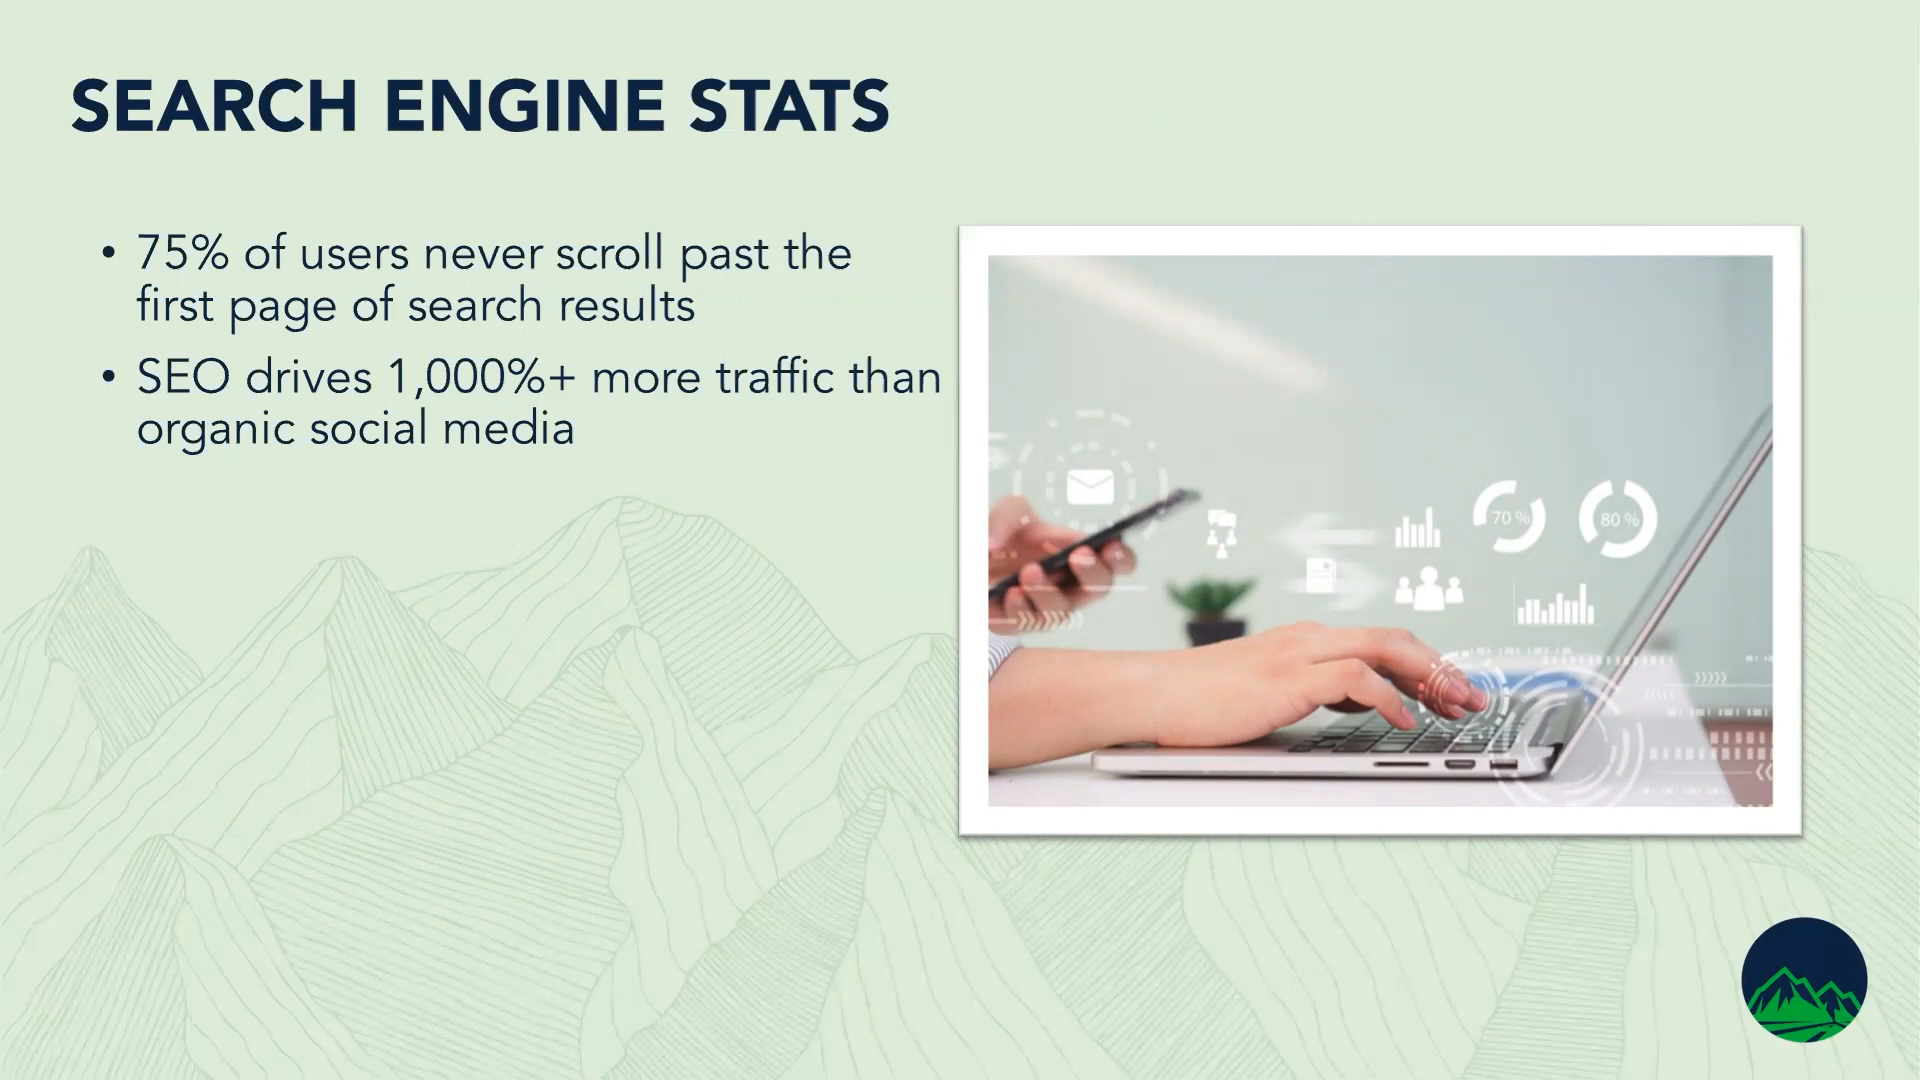 SEARCH ENGINE STATS
• 75% of users never scroll past the
first page of search results
• SEO drives 1,000%+ more traffic than
organic social media
70 %
80 %